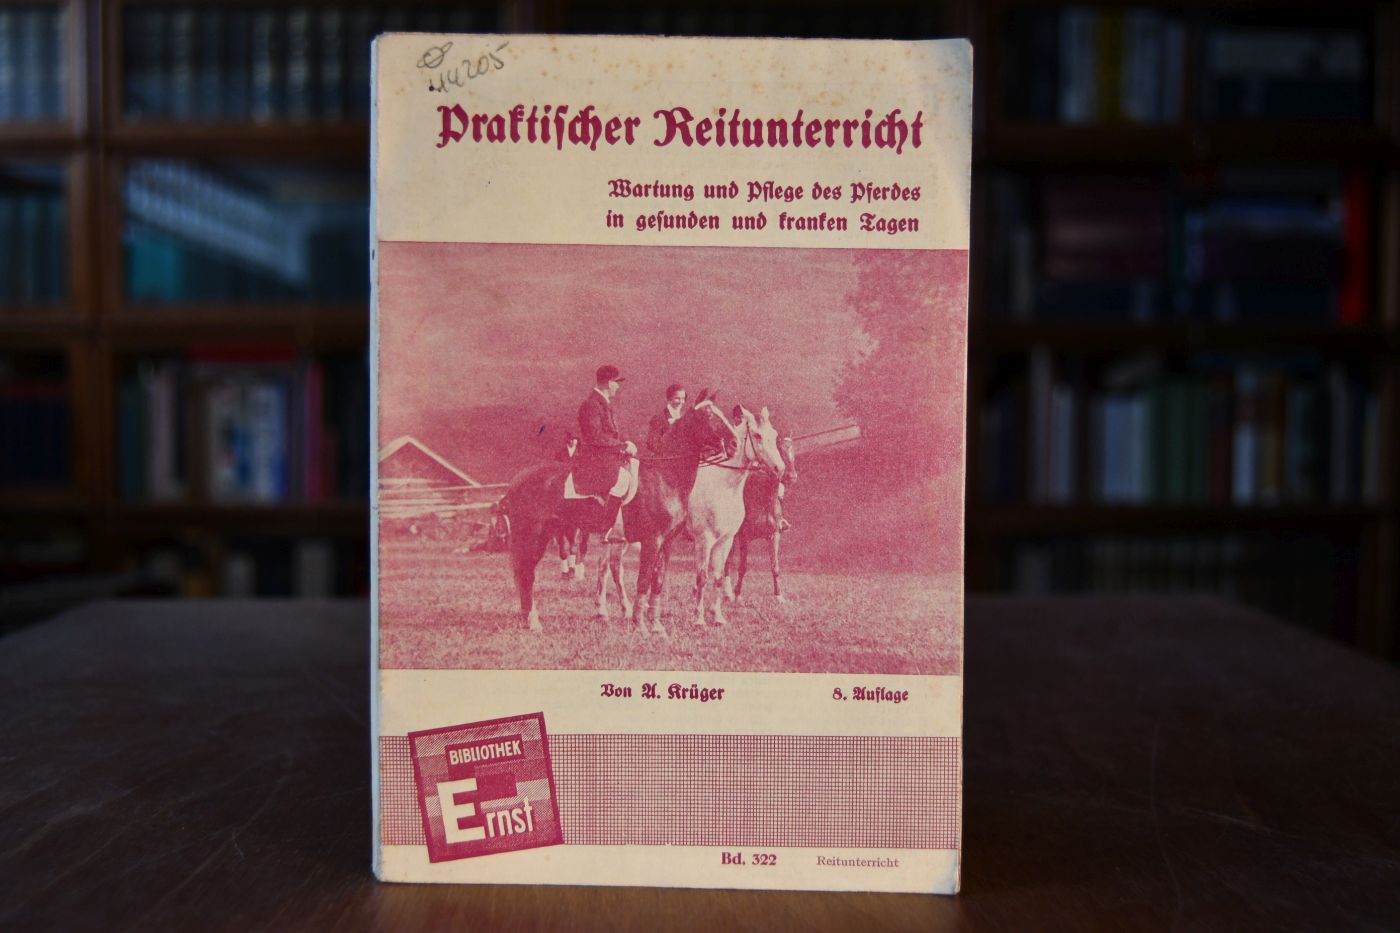 44205
Praktischer Reitunterricht
Wartung und Pflege des Pferdes
in gesunden und kranken Tagen
Von A. Krüger
8. Auflage
BIBLIOTHEK
Ernst
Bd. 322
Reitunterricht